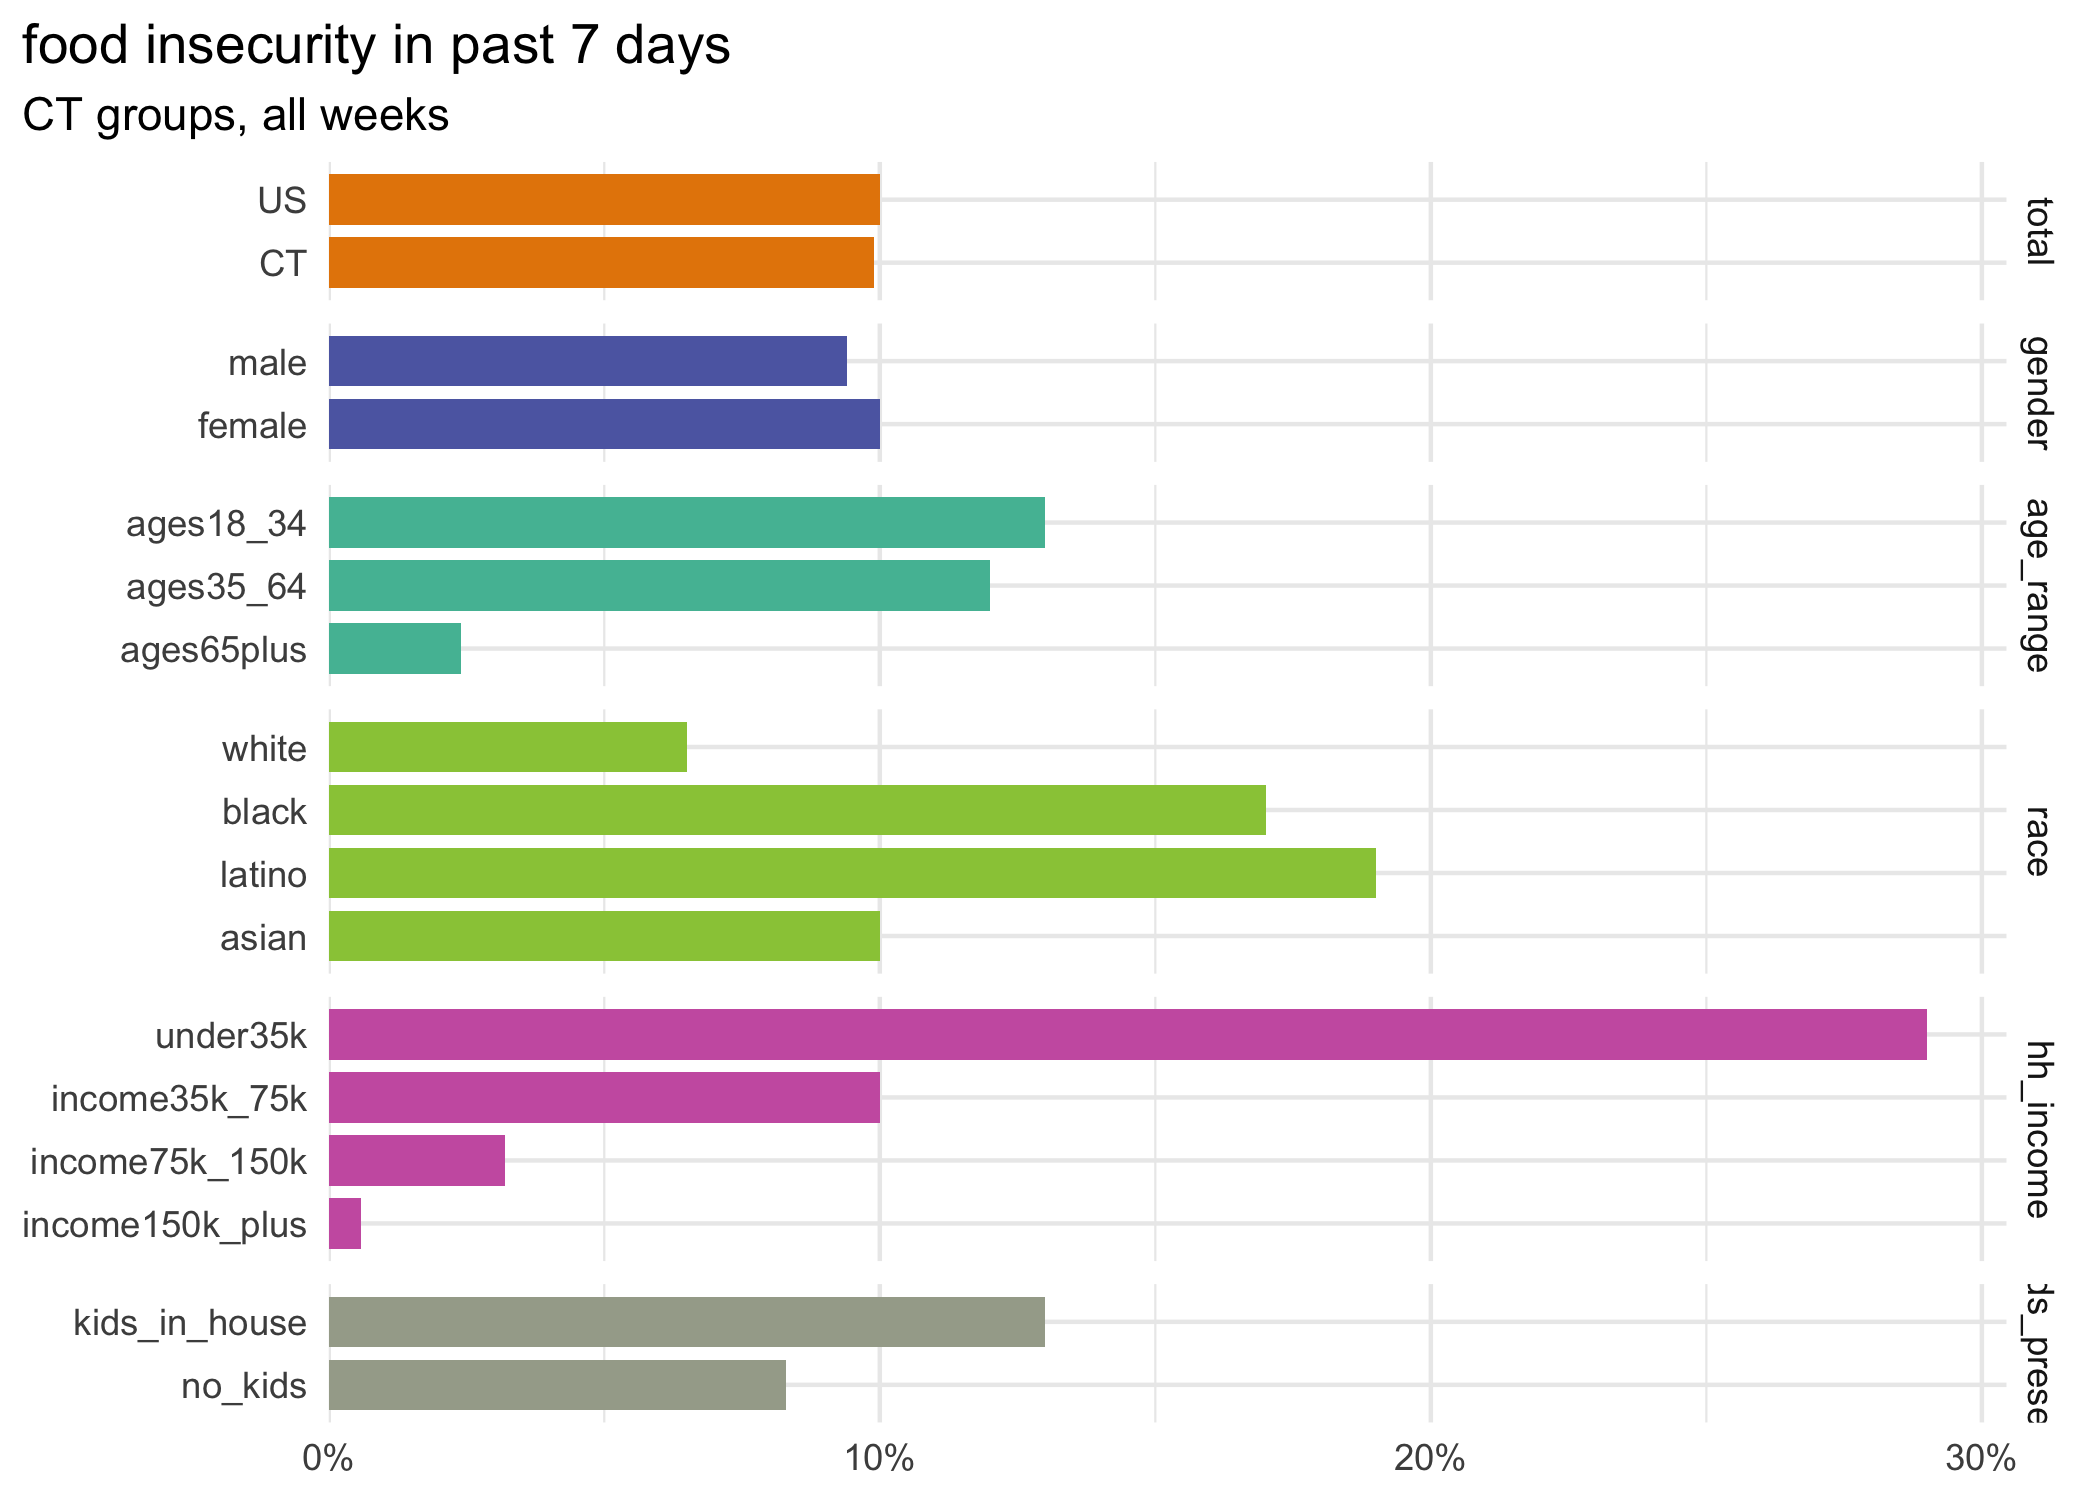 food insecurity in past 7 days
CT groups, all weeks
US
CT
total
male
female
gender
ages18_34
ages35_64
ages65plus
age_range
white
black
latino
asian
race
under35k
income35k_75k
income75k_150k
income150k_plus
hh_income
kids_in_house
no_kids
ds_prese
0% 10% 20% 30%